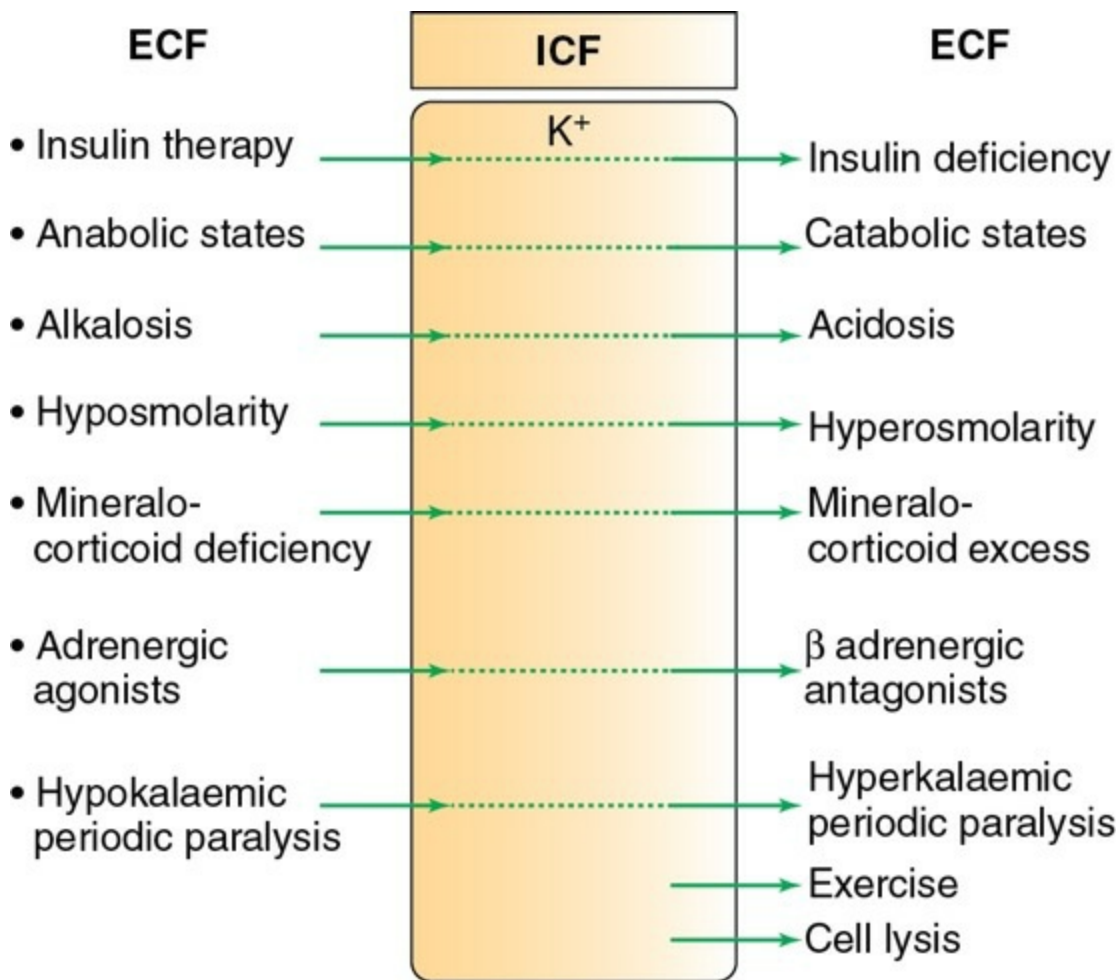 ECF
ICF
ECF
K⁺
• Insulin therapy
Insulin deficiency
• Anabolic states
Catabolic states
• Alkalosis
Acidosis
• Hyposmolarity
Hyperosmolarity
• Mineralo-
corticoid deficiency
Mineralo-
corticoid excess
• Adrenergic
agonists
β adrenergic
antagonists
• Hypokalaemic
periodic paralysis
Hyperkalaemic
periodic paralysis
Exercise
Cell lysis